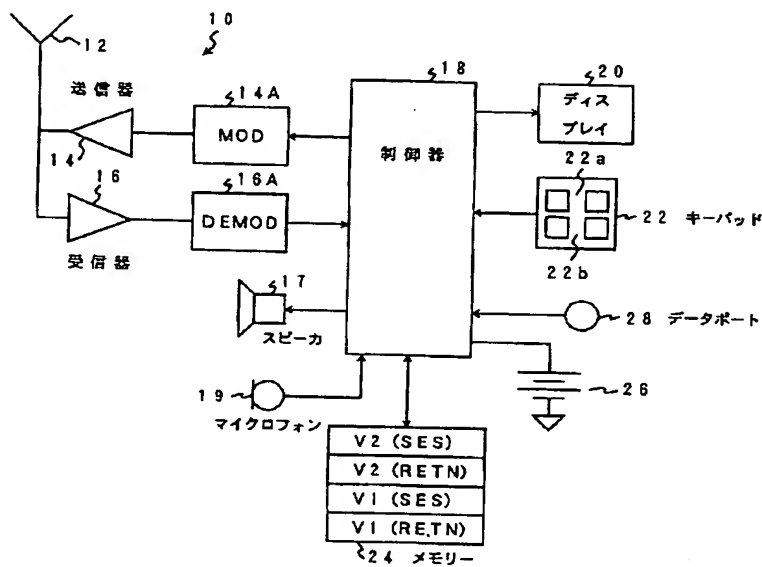 10
12
送信器
14A
18
20
ディス
プレイ
MOD
制御器
14
22a
16
16A
DEMOD
22 キーパッド
22b
受信器
17
スピーカ
28 データポート
19
マイクロフォン
26
V2(SES)
V2(RETN)
V1(SES)
V1(RETN)
24 メモリー